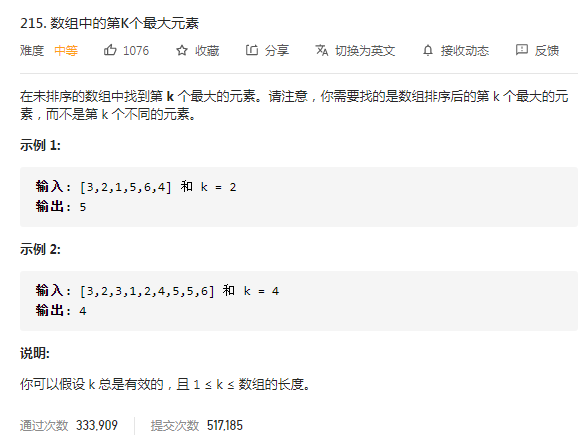 215. 数组中的第K个最大元素
难度 中等 1076 收藏 分享 切换为英文 接收动态 反馈
在未排序的数组中找到第 k 个最大的元素。请注意，你需要找的是数组排序后的第 k 个最大的元
素，而不是第 k 个不同的元素。
示例 1:
输入: [3,2,1,5,6,4] 和 k = 2
输出: 5
示例 2:
输入: [3,2,3,1,2,4,5,5,6] 和 k = 4
输出: 4
说明:
你可以假设 k 总是有效的，且 1 ≤ k ≤ 数组的长度。
通过次数 333,909 提交次数 517,185